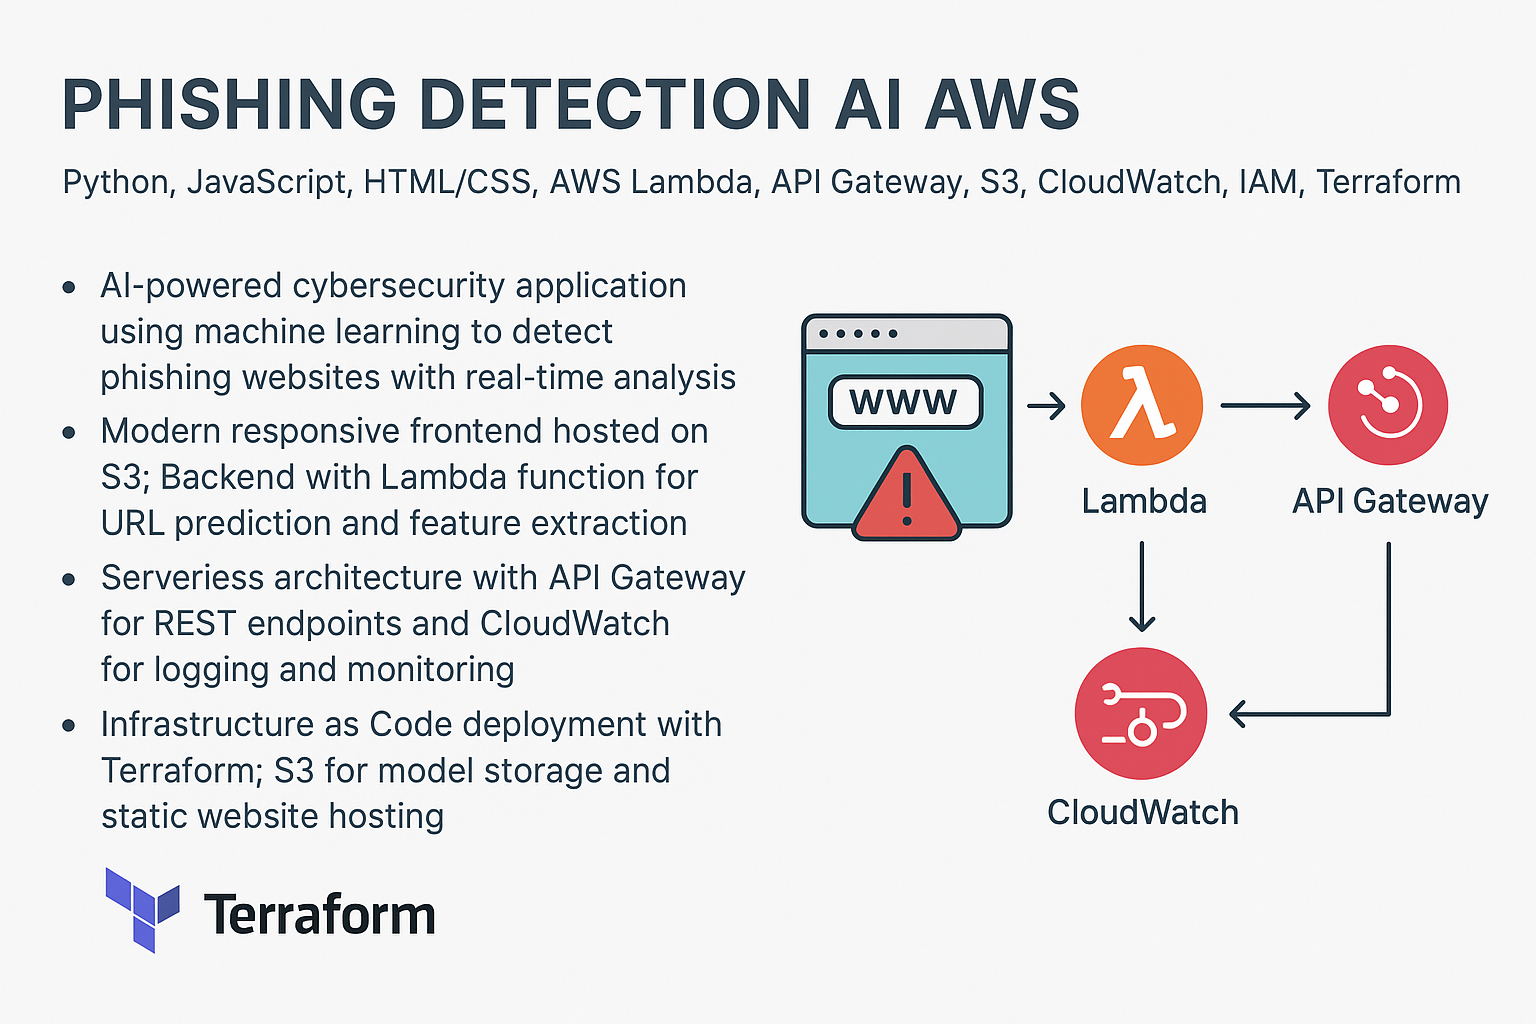 PHISHING DETECTION AI AWS
Python, JavaScript, HTML/CSS, AWS Lambda, API Gateway, S3, CloudWatch, IAM, Terraform
• AI-powered cybersecurity application
using machine learning to detect
phishing websites with real-time analysis
• Modern responsive frontend hosted on
S3; Backend with Lambda function for
URL prediction and feature extraction
• Serveriess architecture with API Gateway
for REST endpoints and CloudWatch
for logging and monitoring
• Infrastructure as Code deployment with
Terraform; S3 for model storage and
static website hosting
Terraform
WWW
!
λ
Lambda
API Gateway
CloudWatch